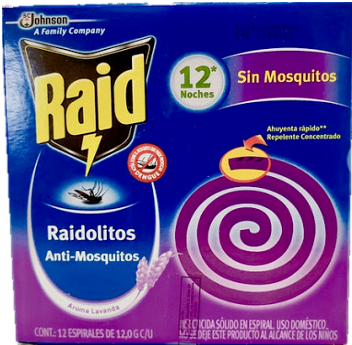 SC Johnson
A Family Company
Raid
12*
Noches
Sin Mosquitos
Ahuyenta rápido**
Repelente Concentrado
DENGUE
Raidolitos
Anti-Mosquitos
Aroma Lavanda
CONT.: 12 ESPIRALES DE 12,0 G C/U
SÓLIDO EN ESPIRAL. USO DOMÉSTICO.
DEJE ESTE PRODUCTO AL ALCANCE DE LOS NIÑOS